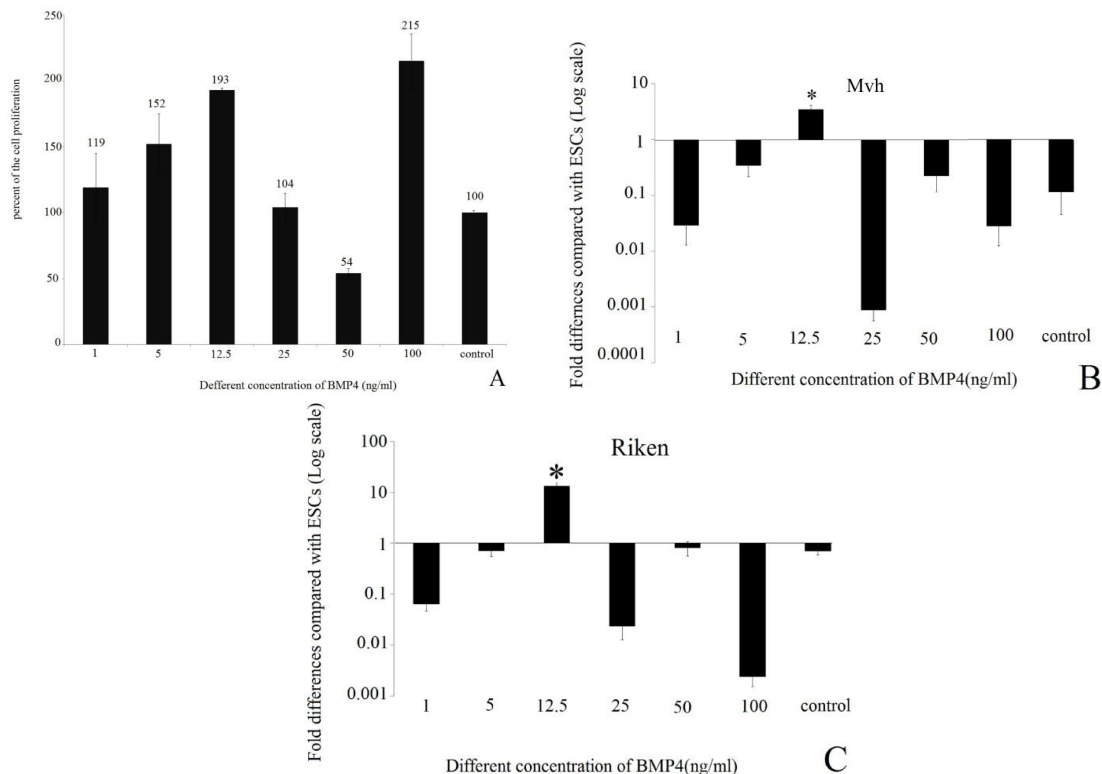 percent of the cell proliferation
250
200
150
100
50
0
119
152
193
104
54
215
100
1 5 12.5 25 50 100 control
Defferent concentration of BMP4 (ng/ml)
A
Fold differences compared with ESCs (Log scale)
Mvh
10
1
0.1
0.01
0.001
0.0001
*
1 5 12.5 25 50 100 control
Different concentration of BMP4(ng/ml)
B
Fold differences compared with ESCs (Log scale)
Riken
100
10
1
0.1
0.01
0.001
*
1 5 12.5 25 50 100 control
Different concentration of BMP4(ng/ml)
C